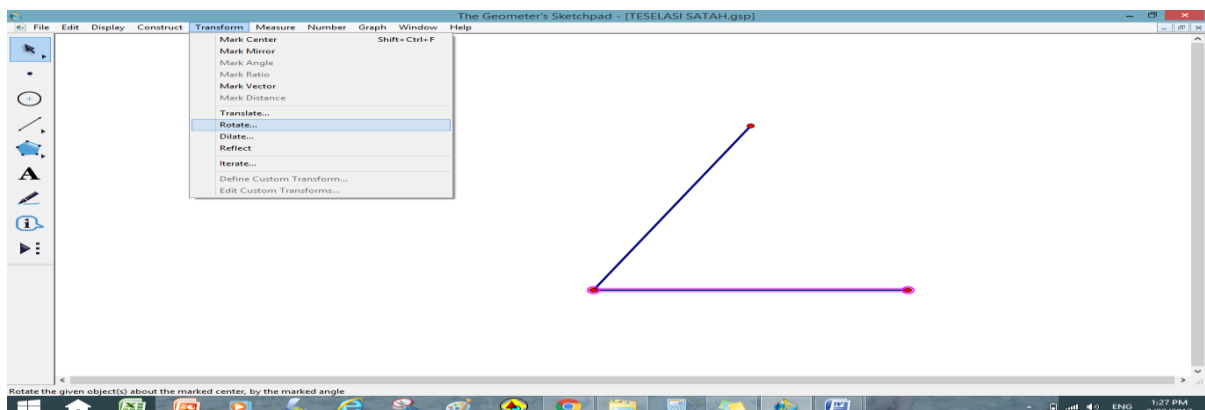 The Geometer's Sketchpad - [TESELASI SATAH.gsp]
File Edit Display Construct Transform Measure Number Graph Window Help
Mark Center Shift+Ctrl+F
Mark Mirror
Mark Angle
Mark Ratio
Mark Vector
Mark Distance
Translate...
Rotate...
Dilate...
Reflect
Iterate...
Define Custom Transform...
Edit Custom Transforms...
A
Rotate the given object(s) about the marked center, by the marked angle
ENG 1:27 PM